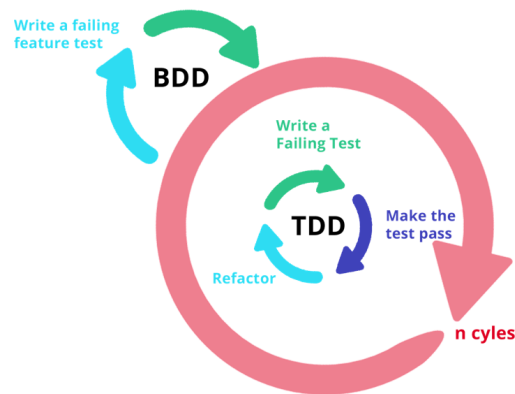 Write a failing
feature test
BDD
Write a
Failing Test
TDD
Make the
test pass
Refactor
n cyles